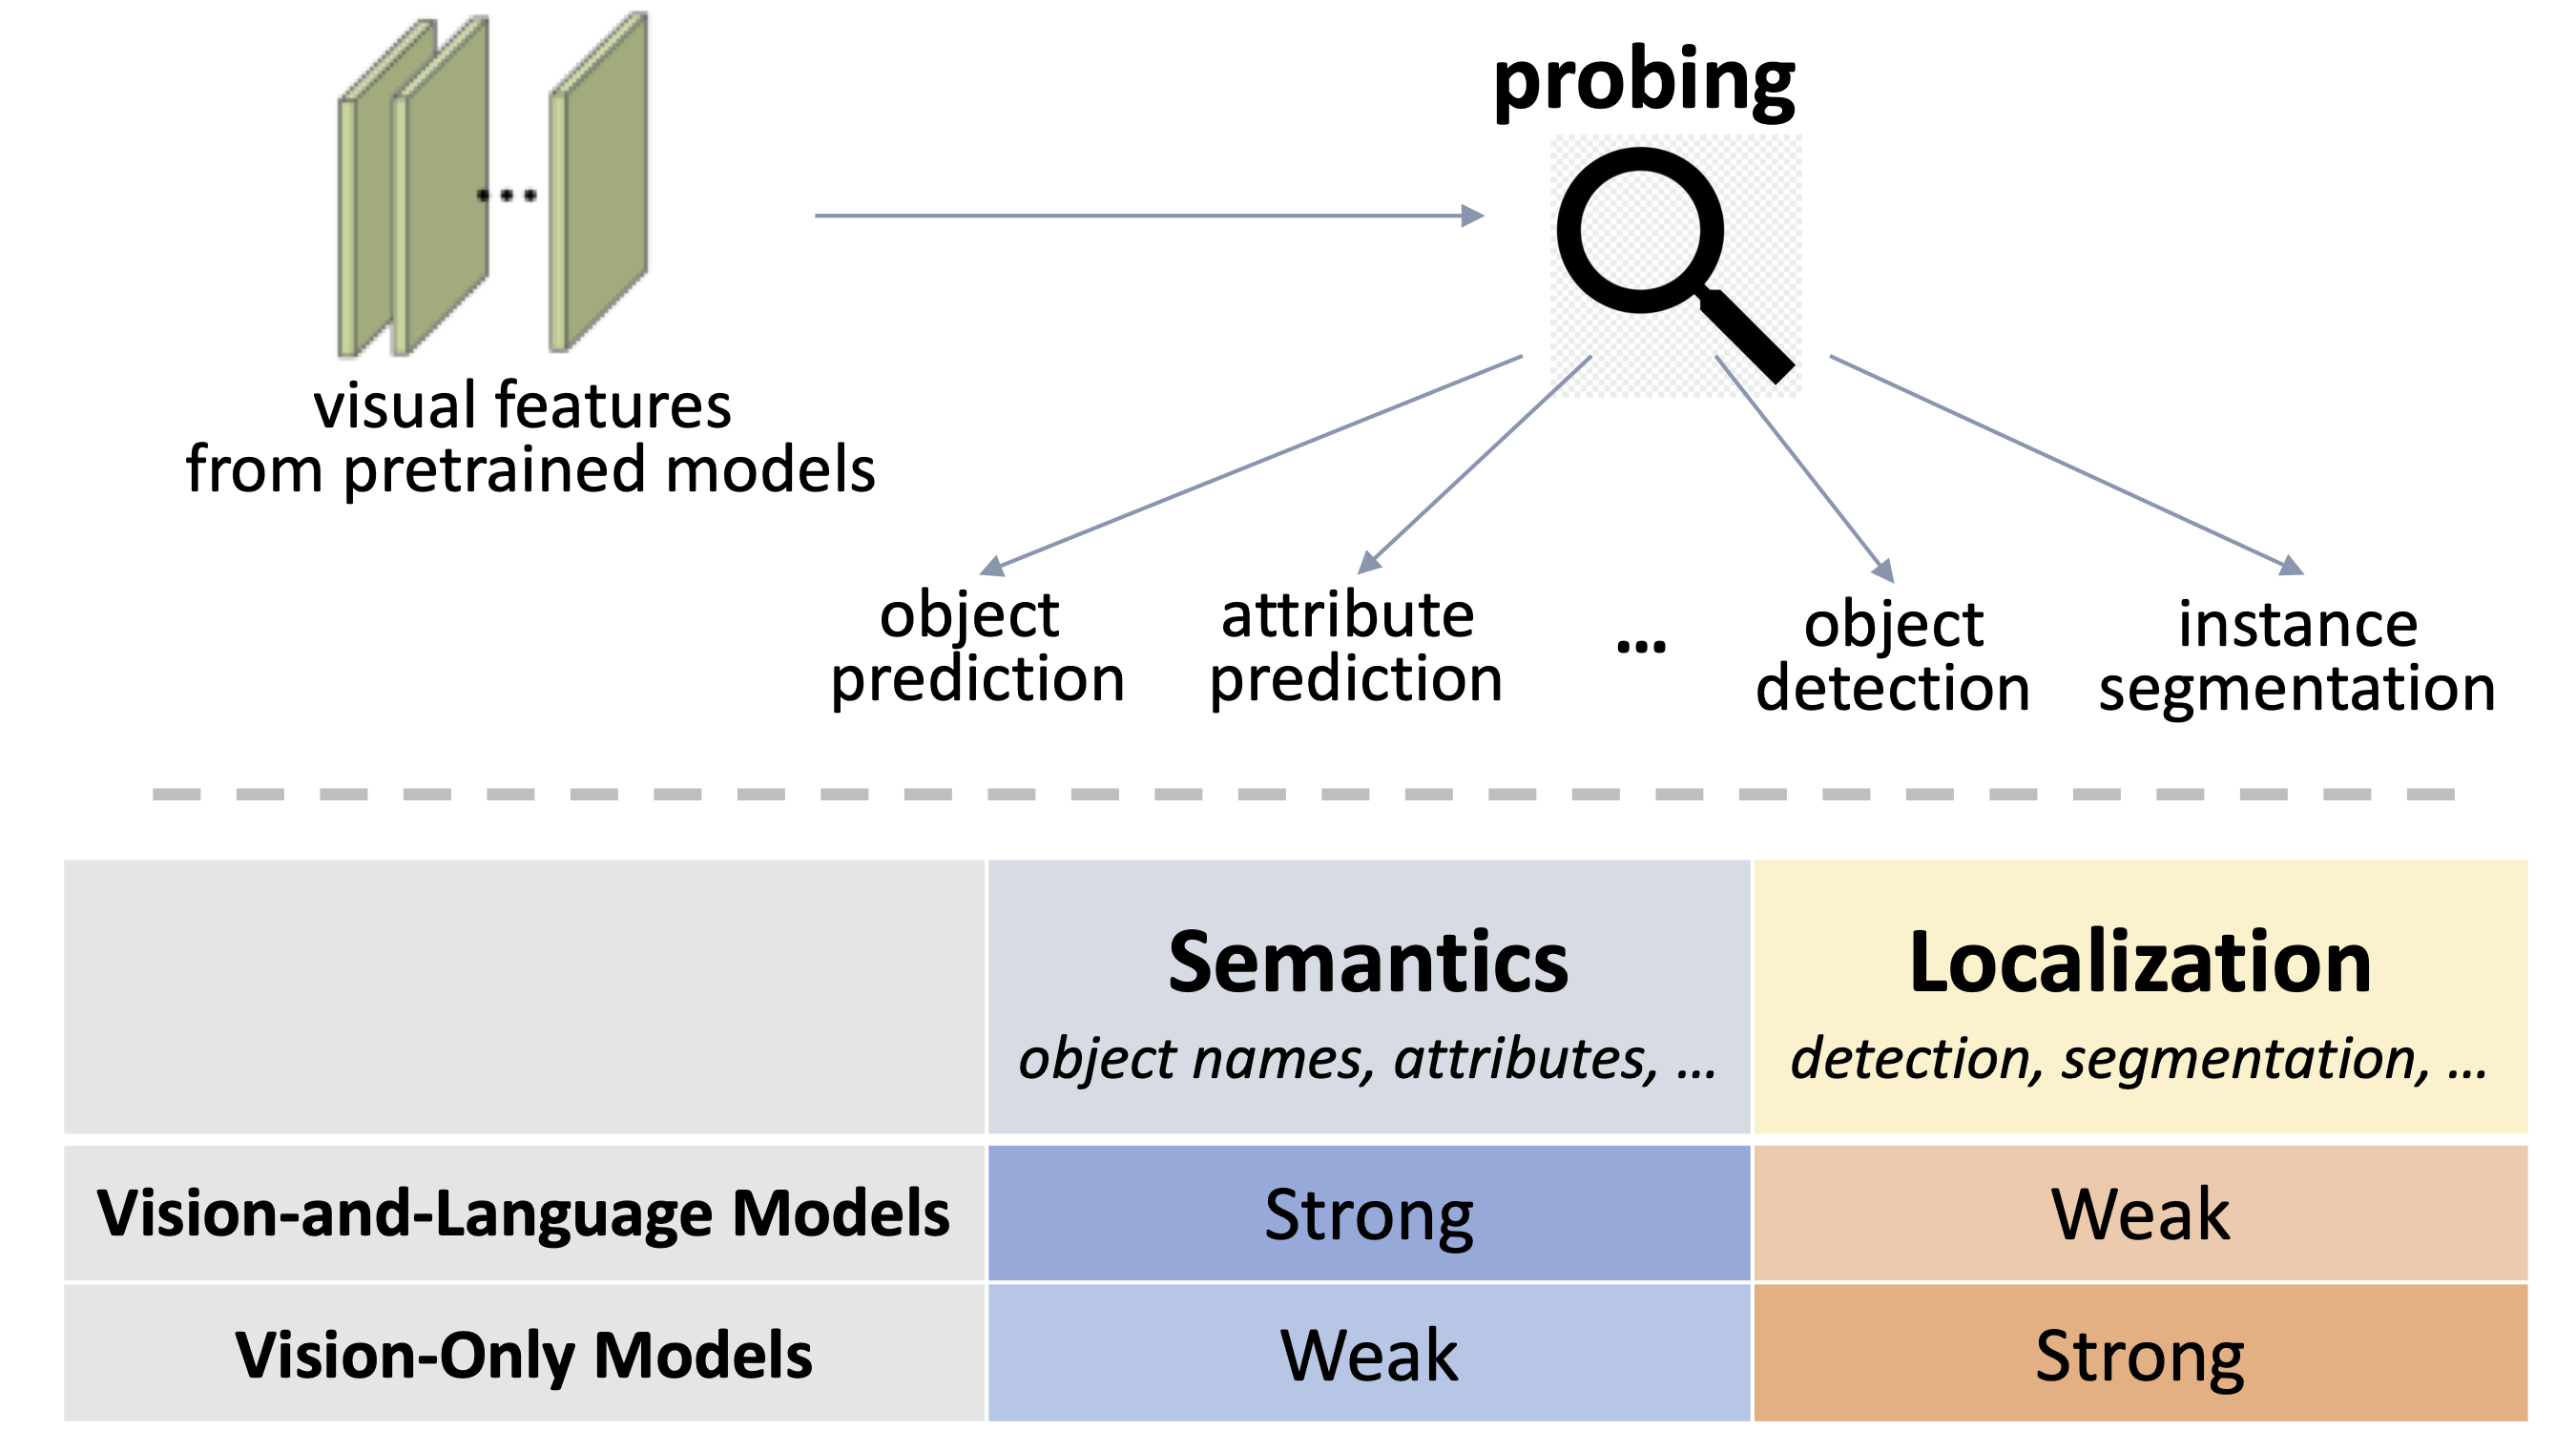 probing
visual features
from pretrained models
object
prediction
attribute
prediction
...
object
detection
instance
segmentation
Semantics
object names, attributes, ...
Localization
detection, segmentation, ...
Vision-and-Language Models
Strong
Weak
Vision-Only Models
Weak
Strong